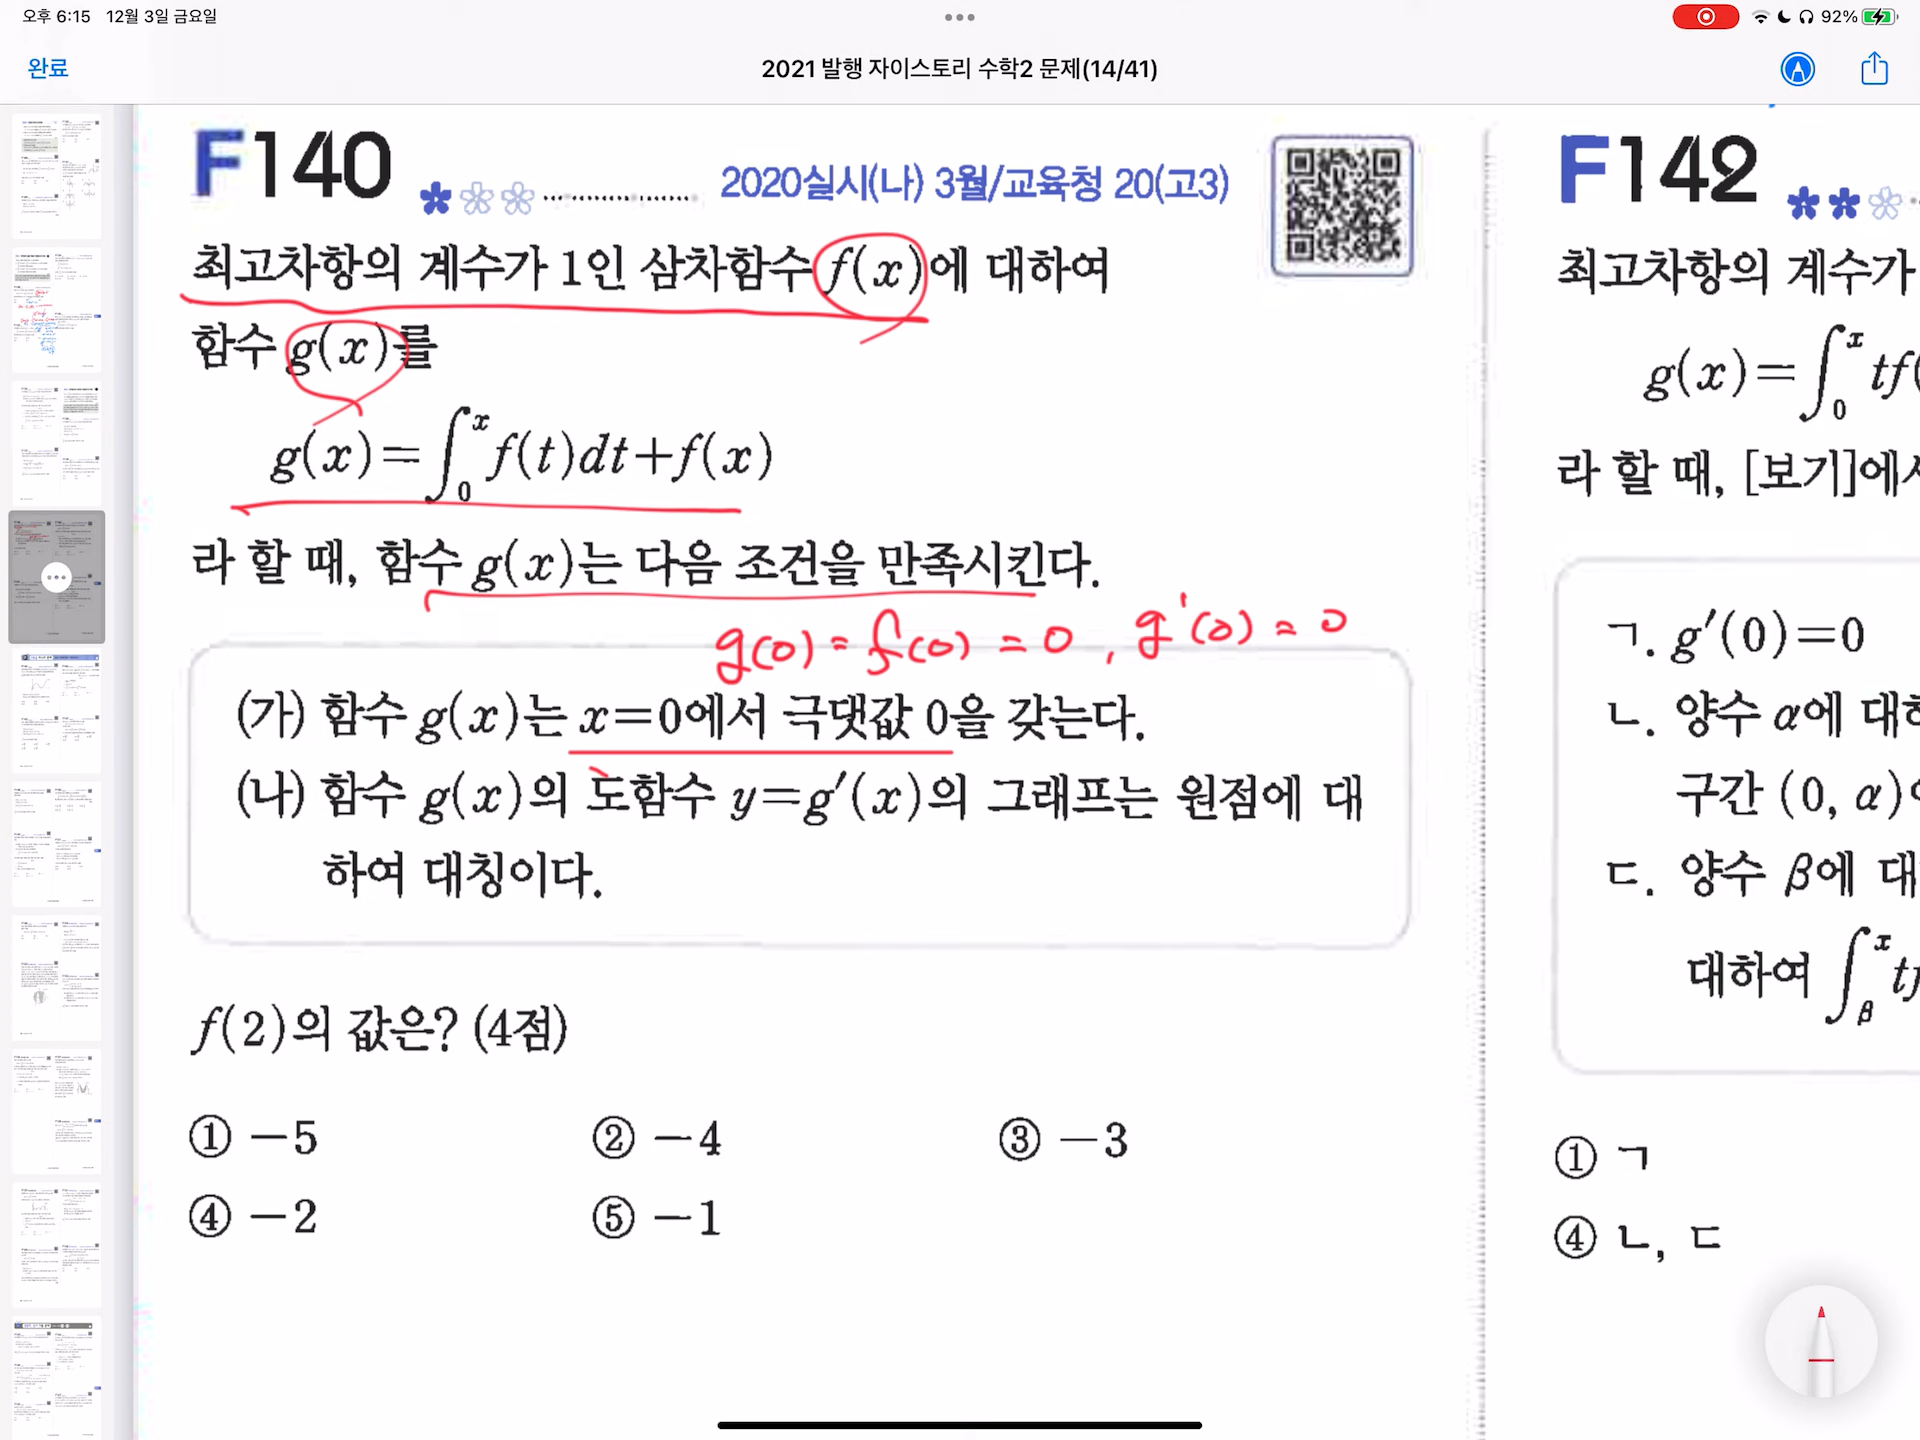 오후 6:15 12월 3일 금요일
92%
완료
2021 발행 자이스토리 수학2 문제(14/41)
F140
2020실시(나) 3월/교육청 20(고3)
최고차항의 계수가 1인 삼차함수 f(x)에 대하여
함수 g(x)를
g(x)=∫₀ˣ f(t)dt+f(x)
라 할 때, 함수 g(x)는 다음 조건을 만족시킨다.
g(0) = f(0) = 0, g'(0) = 0
(가) 함수 g(x)는 x=0에서 극댓값 0을 갖는다.
(나) 함수 g(x)의 도함수 y=g′(x)의 그래프는 원점에 대
하여 대칭이다.
f(2)의 값은? (4점)
① −5 ② −4 ③ −3
④ −2 ⑤ −1
F142
최고차항의 계수가
g(x)=∫₀ˣ tf(
라 할 때, [보기]에서
ㄱ. g′(0)=0
ㄴ. 양수 α에 대하
구간 (0, α)
ㄷ. 양수 β에 대
대하여 ∫ᵦˣ tf
① ㄱ
④ ㄴ, ㄷ